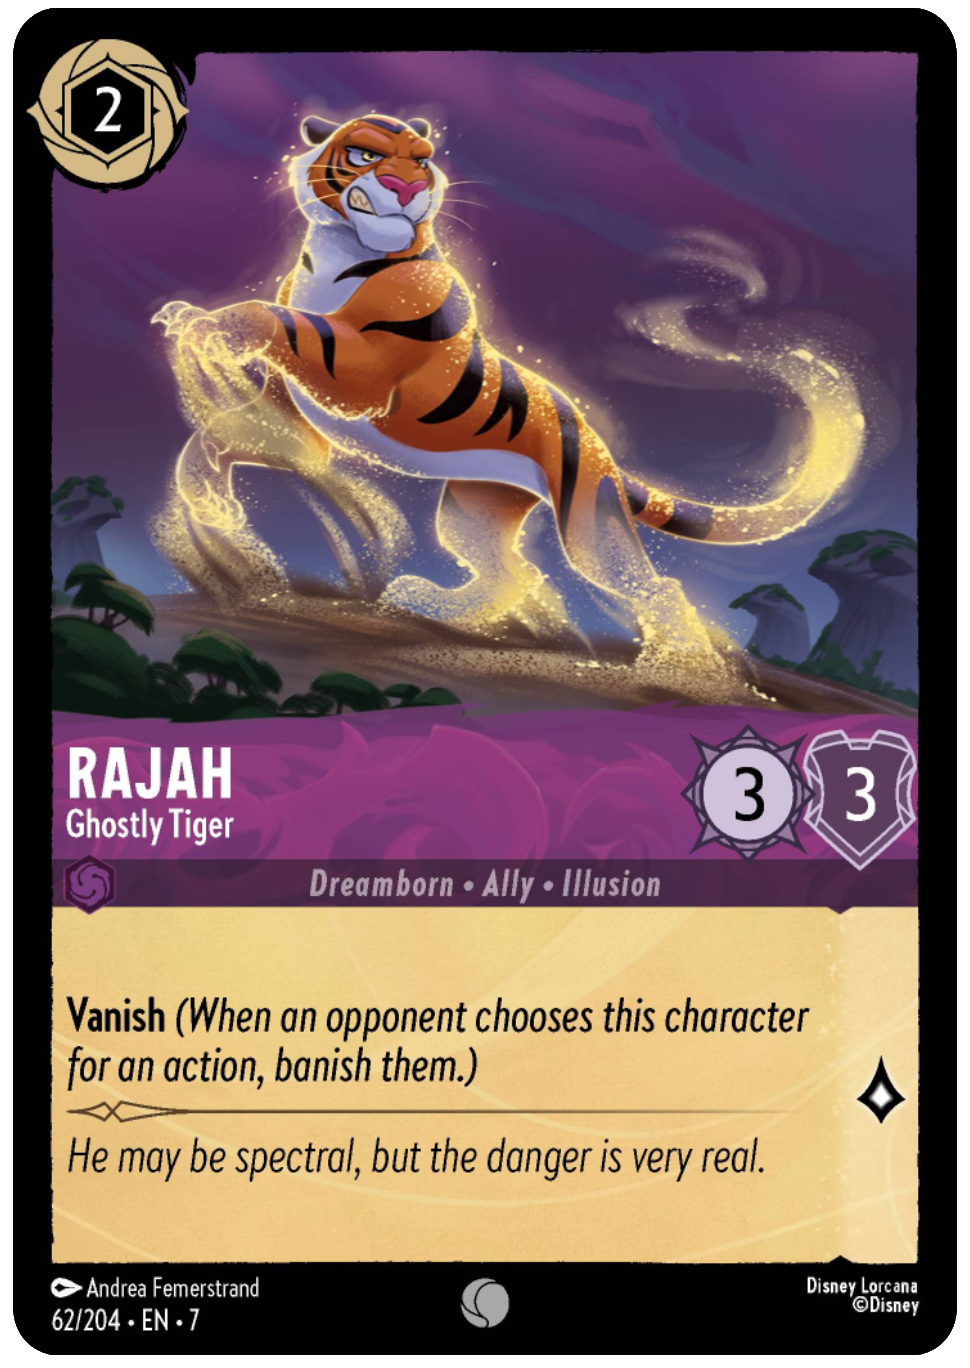 2
RAJAH
Ghostly Tiger
3
3
Dreamborn • Ally • Illusion
Vanish (When an opponent chooses this character
for an action, banish them.)
He may be spectral, but the danger is very real.
Andrea Femerstrand
62/204 • EN • 7
Disney Lorcana
©Disney